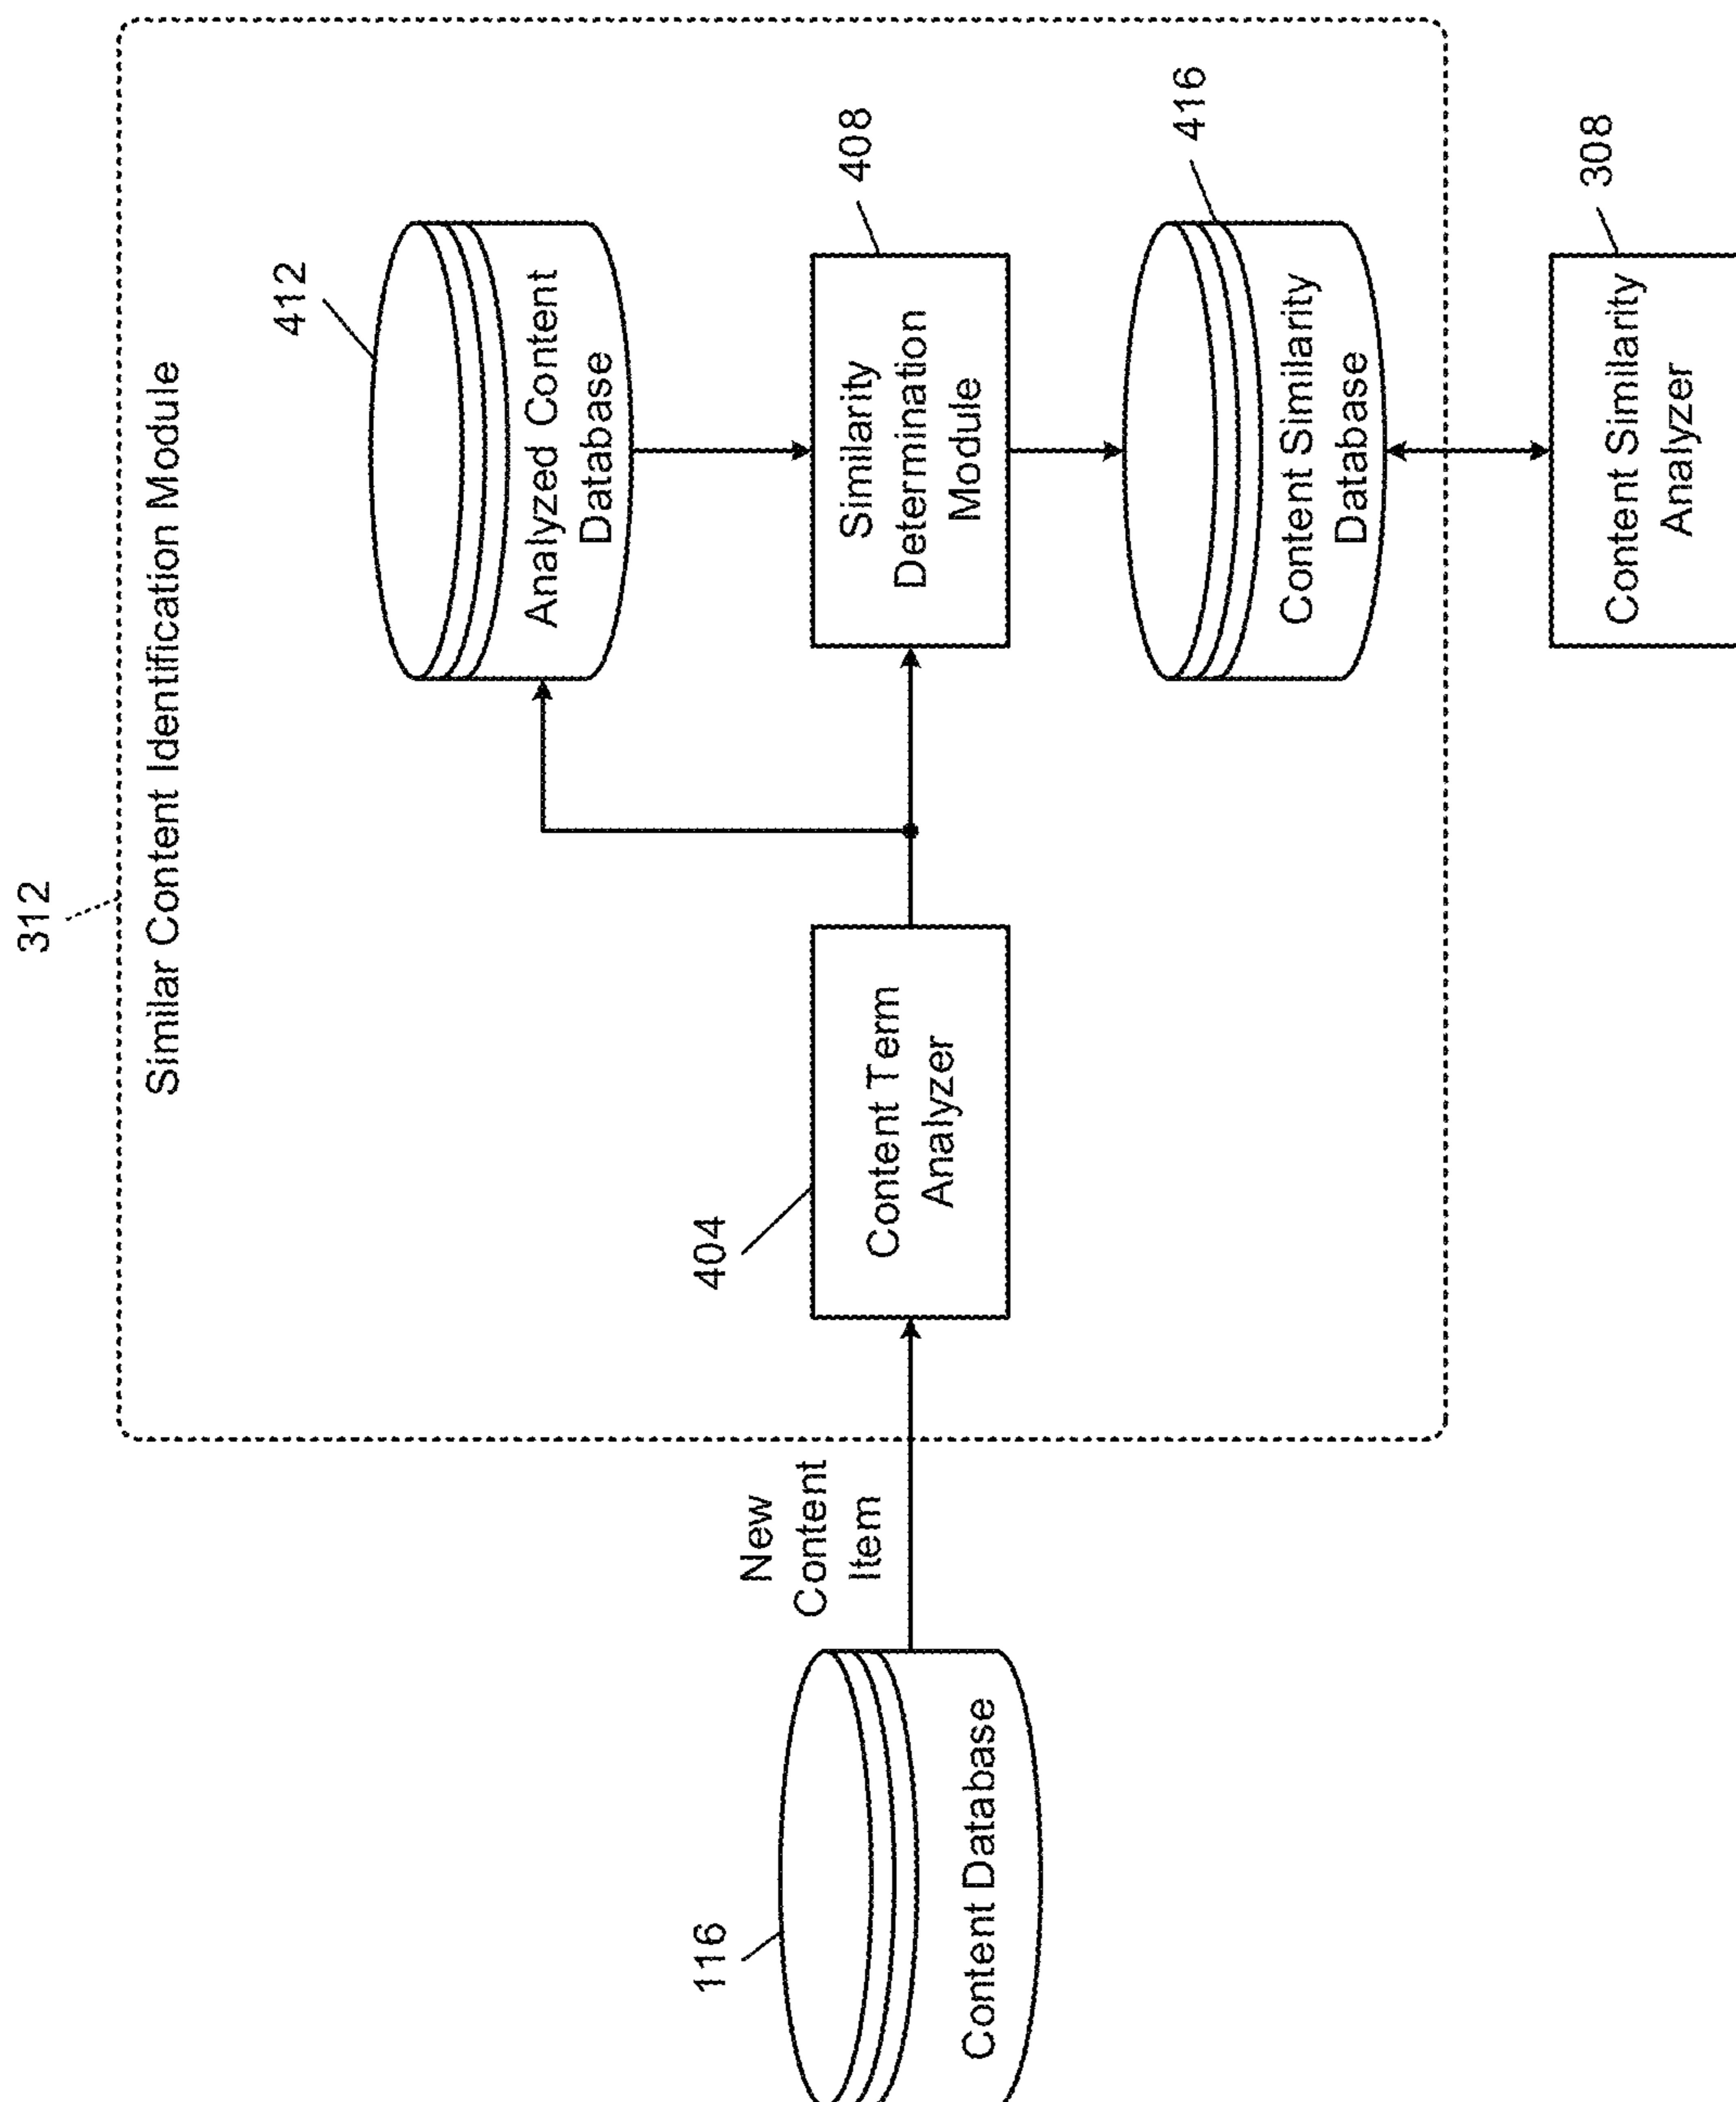 312
Similar Content Identification Module
412
Analyzed Content
Database
116
Content Database
New
Content
Item
404
Content Term
Analyzer
408
Similarity
Determination
Module
416
Content Similarity
Database
308
Content Similarity
Analyzer